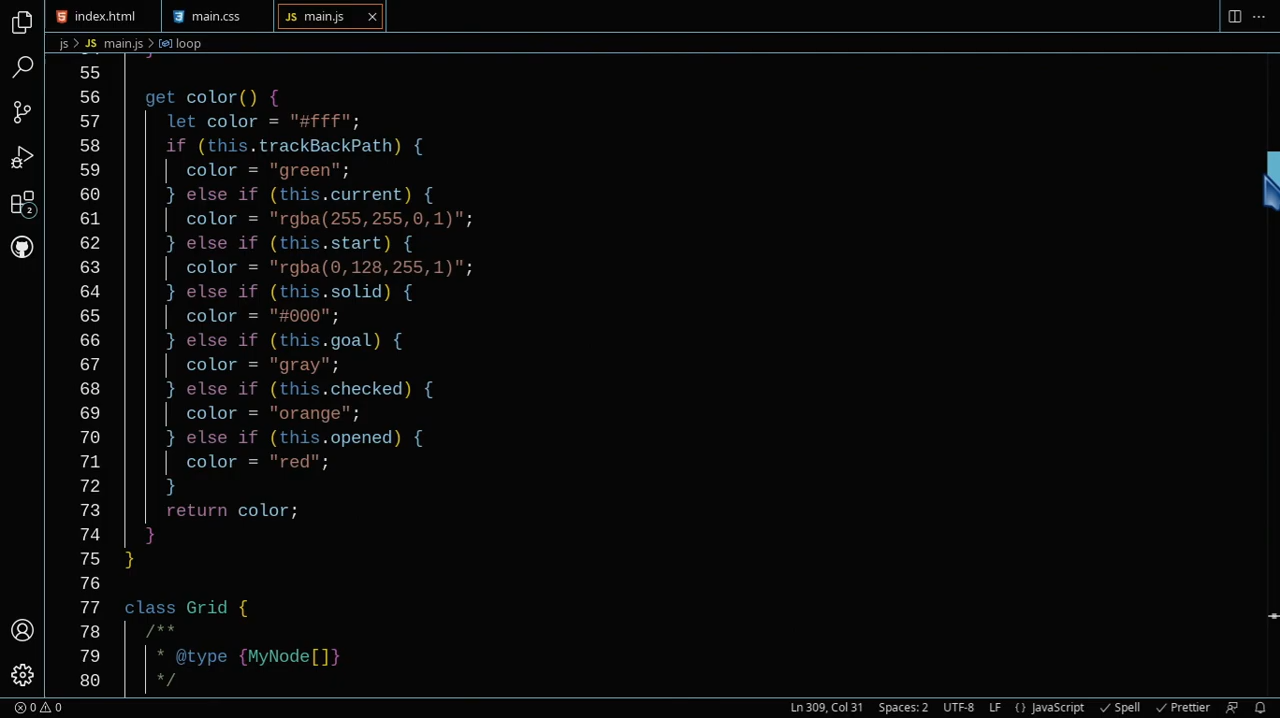 index.html
main.css
JS main.js
js > JS main.js > loop
55
56 get color() {
57 let color = "#fff";
58 if (this.trackBackPath) {
59 color = "green";
60 } else if (this.current) {
61 color = "rgba(255,255,0,1)";
62 } else if (this.start) {
63 color = "rgba(0,128,255,1)";
64 } else if (this.solid) {
65 color = "#000";
66 } else if (this.goal) {
67 color = "gray";
68 } else if (this.checked) {
69 color = "orange";
70 } else if (this.opened) {
71 color = "red";
72 }
73 return color;
74 }
75 }
76
77 class Grid {
78 /**
79 * @type {MyNode[]}
80 */
2
0 0 Ln 309, Col 31 Spaces: 2 UTF-8 LF {} JavaScript Spell Prettier